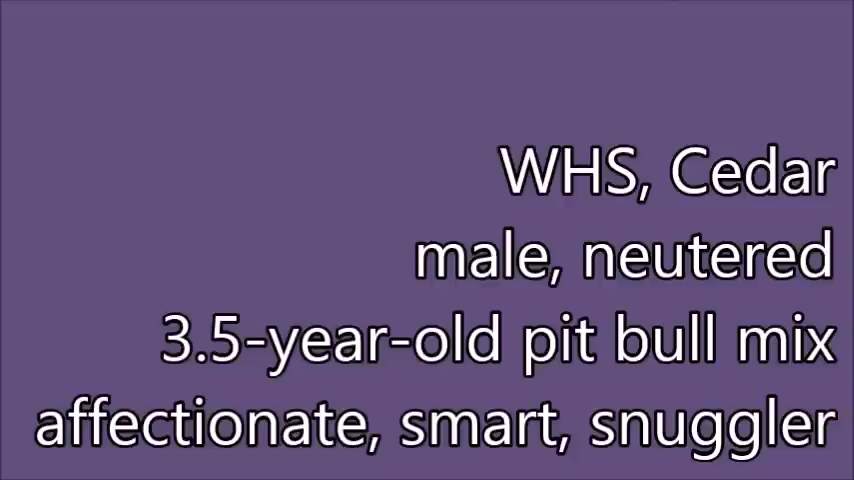 WHS, Cedar
male, neutered
3.5-year-old pit bull mix
affectionate, smart, snuggler